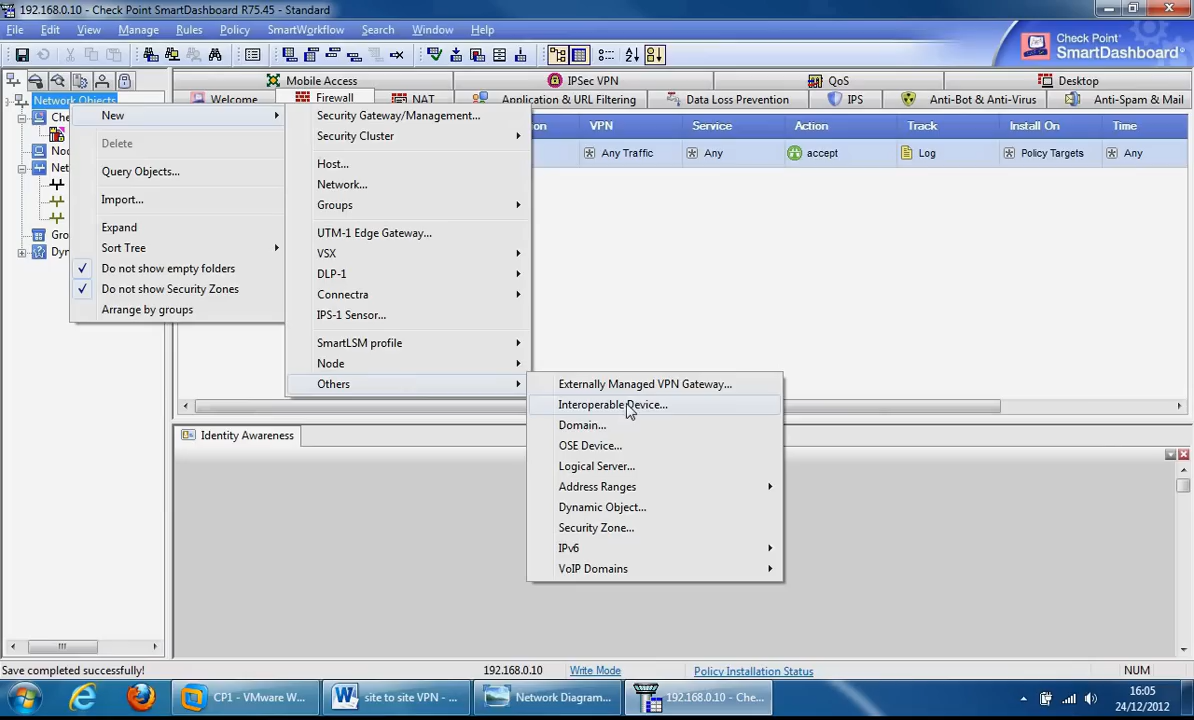 192.168.0.10 - Check Point SmartDashboard R75.45 - Standard
File Edit View Manage Rules Policy SmartWorkflow Search Window Help
Check Point
SmartDashboard
Mobile Access IPSec VPN QoS Desktop
Welcome Firewall NAT Application & URL Filtering Data Loss Prevention IPS Anti-Bot & Anti-Virus Anti-Spam & Mail
Network Objects
VPN Service Action Track Install On Time
Any Traffic Any accept Log Policy Targets Any
New
Delete
Query Objects...
Import...
Expand
Sort Tree
Do not show empty folders
Do not show Security Zones
Arrange by groups
Security Gateway/Management...
Security Cluster
Host...
Network...
Groups
UTM-1 Edge Gateway...
VSX
DLP-1
Connectra
IPS-1 Sensor...
SmartLSM profile
Node
Others
Externally Managed VPN Gateway...
Interoperable Device...
Domain...
OSE Device...
Logical Server...
Address Ranges
Dynamic Object...
Security Zone...
IPv6
VoIP Domains
Identity Awareness
Save completed successfully! 192.168.0.10 Write Mode Policy Installation Status NUM
CP1 - VMware W... site to site VPN - ... Network Diagram... 192.168.0.10 - Che... 16:05
24/12/2012